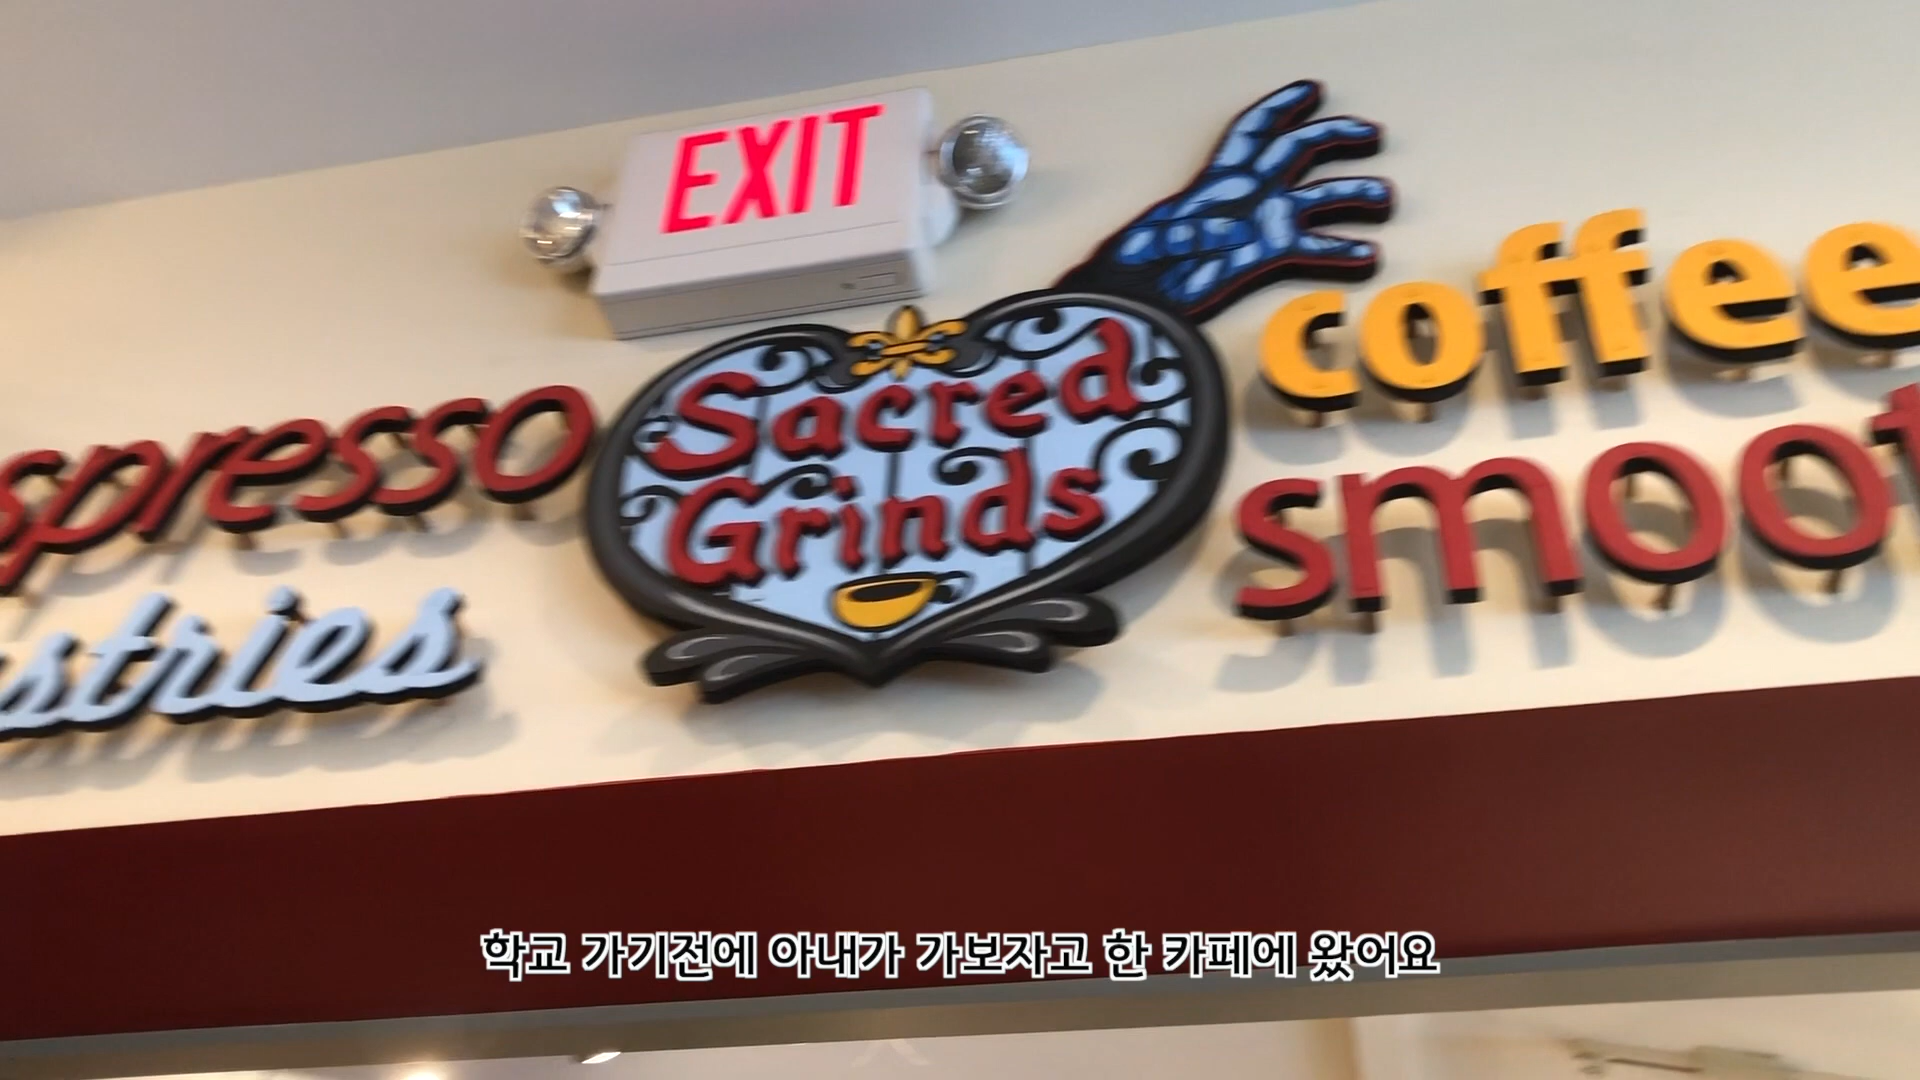 EXIT
coffee
Sacred
Grinds
spresso
smoot
stries
학교 가기전에 아내가 가보자고 한 카페에 왔어요